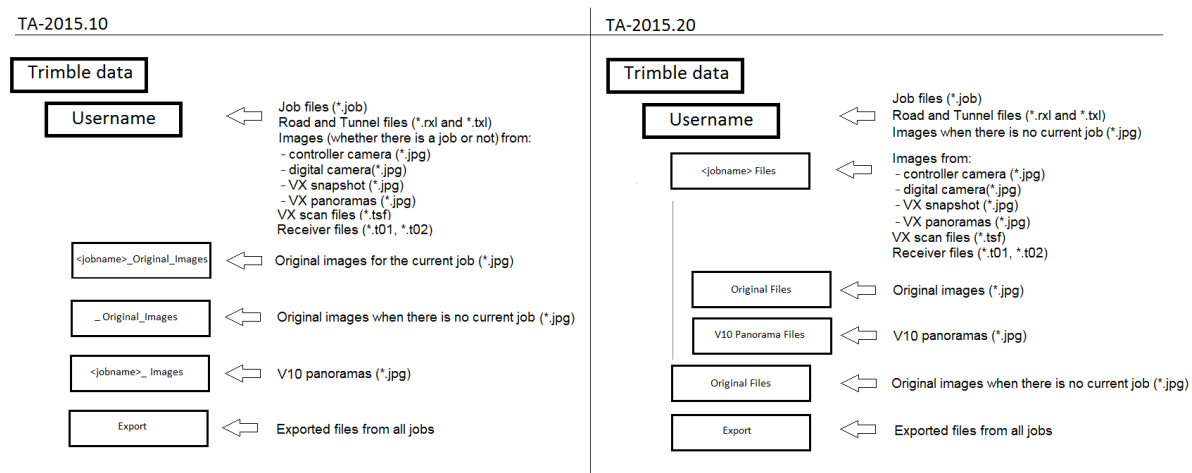 TA-2015.10
Trimble data
Username
Job files (*.job)
Road and Tunnel files (*.rxl and *.txl)
Images (whether there is a job or not) from:
- controller camera (*.jpg)
- digital camera(*.jpg)
- VX snapshot (*.jpg)
- VX panoramas (*.jpg)
VX scan files (*.tsf)
Receiver files (*.t01, *.t02)
<jobname>_Original_Images
Original images for the current job (*.jpg)
_ Original_Images
Original images when there is no current job (*.jpg)
<jobname>_ Images
V10 panoramas (*.jpg)
Export
Exported files from all jobs
TA-2015.20
Trimble data
Username
Job files (*.job)
Road and Tunnel files (*.rxl and *.txl)
Images when there is no current job (*.jpg)
<jobname> Files
Images from:
- controller camera (*.jpg)
- digital camera(*.jpg)
- VX snapshot (*.jpg)
- VX panoramas (*.jpg)
VX scan files (*.tsf)
Receiver files (*.t01, *.t02)
Original Files
Original images (*.jpg)
V10 Panorama Files
V10 panoramas (*.jpg)
Original Files
Original images when there is no current job (*.jpg)
Export
Exported files from all jobs